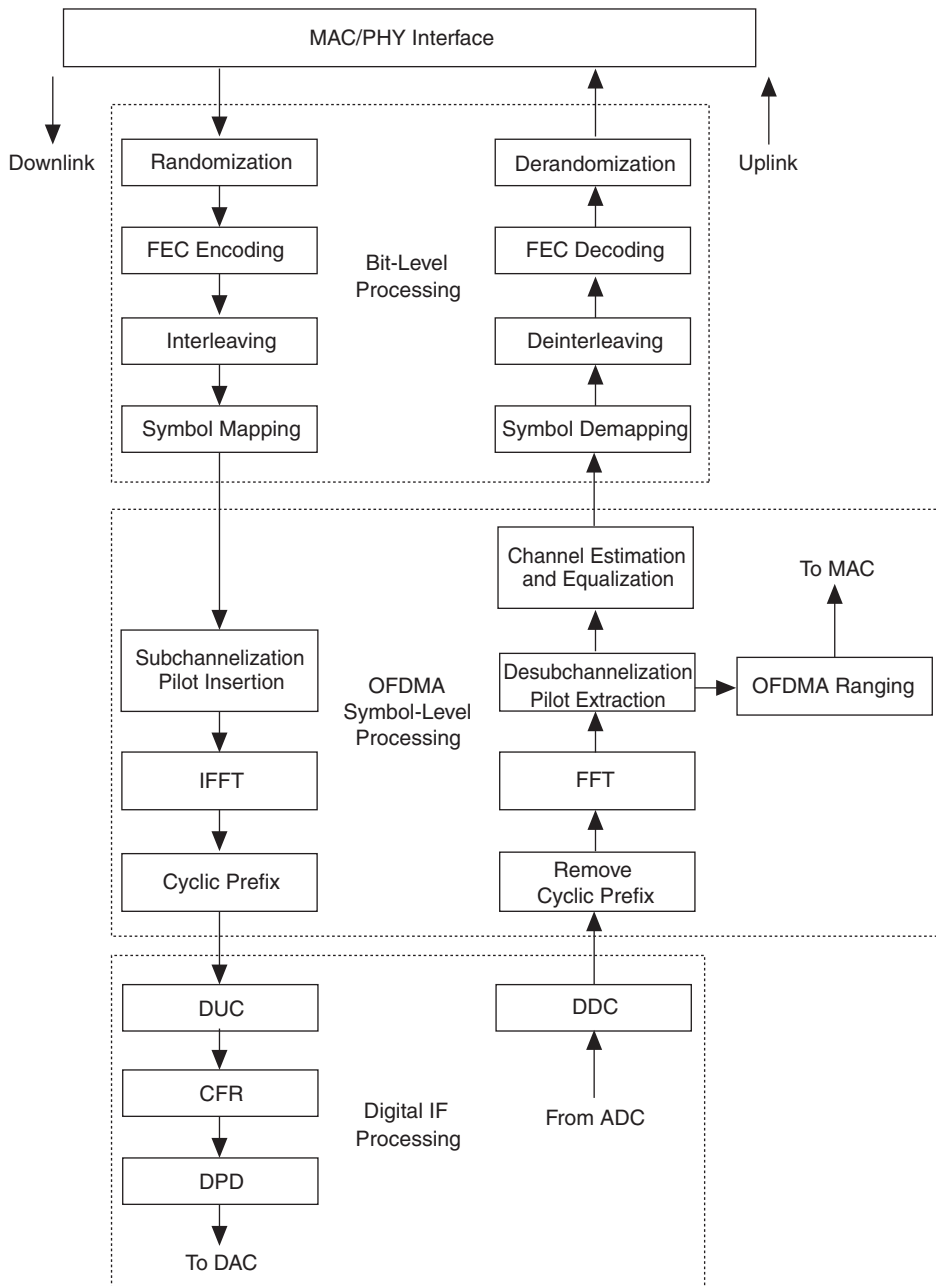 MAC/PHY Interface
Downlink
Uplink
Randomization
Derandomization
FEC Encoding
FEC Decoding
Bit-Level
Processing
Interleaving
Deinterleaving
Symbol Mapping
Symbol Demapping
Channel Estimation
and Equalization
To MAC
Subchannelization
Pilot Insertion
OFDMA
Symbol-Level
Processing
Desubchannelization
Pilot Extraction
OFDMA Ranging
IFFT
FFT
Cyclic Prefix
Remove
Cyclic Prefix
DUC
DDC
CFR
Digital IF
Processing
From ADC
DPD
To DAC